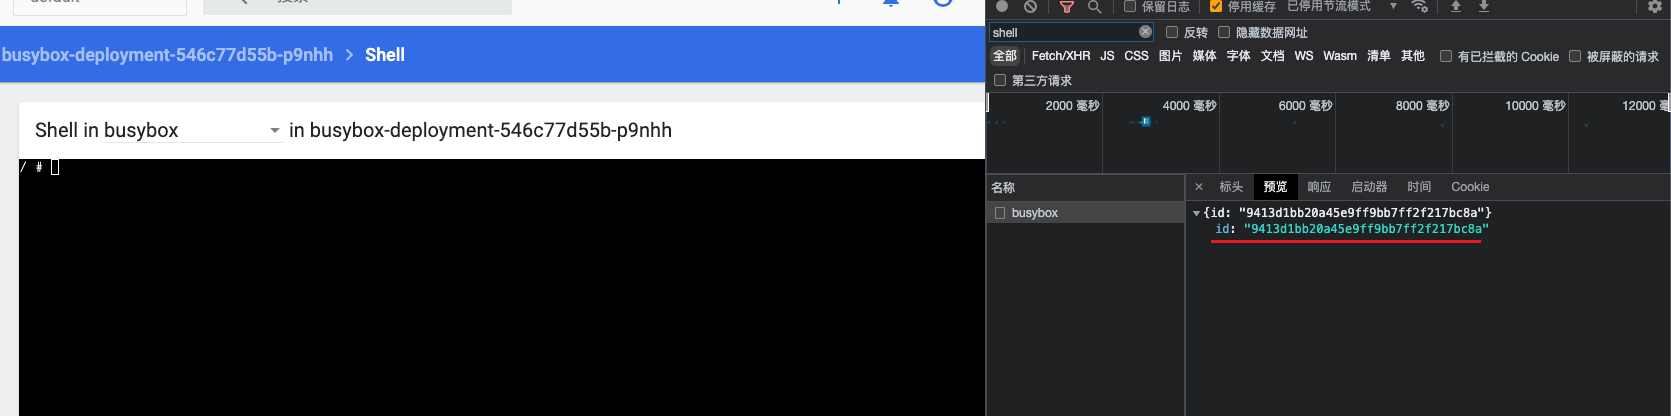 default
搜索
busybox-deployment-546c77d55b-p9nhh > Shell
Shell in busybox in busybox-deployment-546c77d55b-p9nhh
/ #
保留日志 停用缓存 已停用节流模式
shell 反转 隐藏数据网址
全部 Fetch/XHR JS CSS 图片 媒体 字体 文档 WS Wasm 清单 其他 有已拦截的 Cookie 被屏蔽的请求
第三方请求
2000 毫秒 4000 毫秒 6000 毫秒 8000 毫秒 10000 毫秒 12000 毫秒
名称 × 标头 预览 响应 启动器 时间 Cookie
busybox
{id: "9413d1bb20a45e9ff9bb7ff2f217bc8a"}
id: "9413d1bb20a45e9ff9bb7ff2f217bc8a"